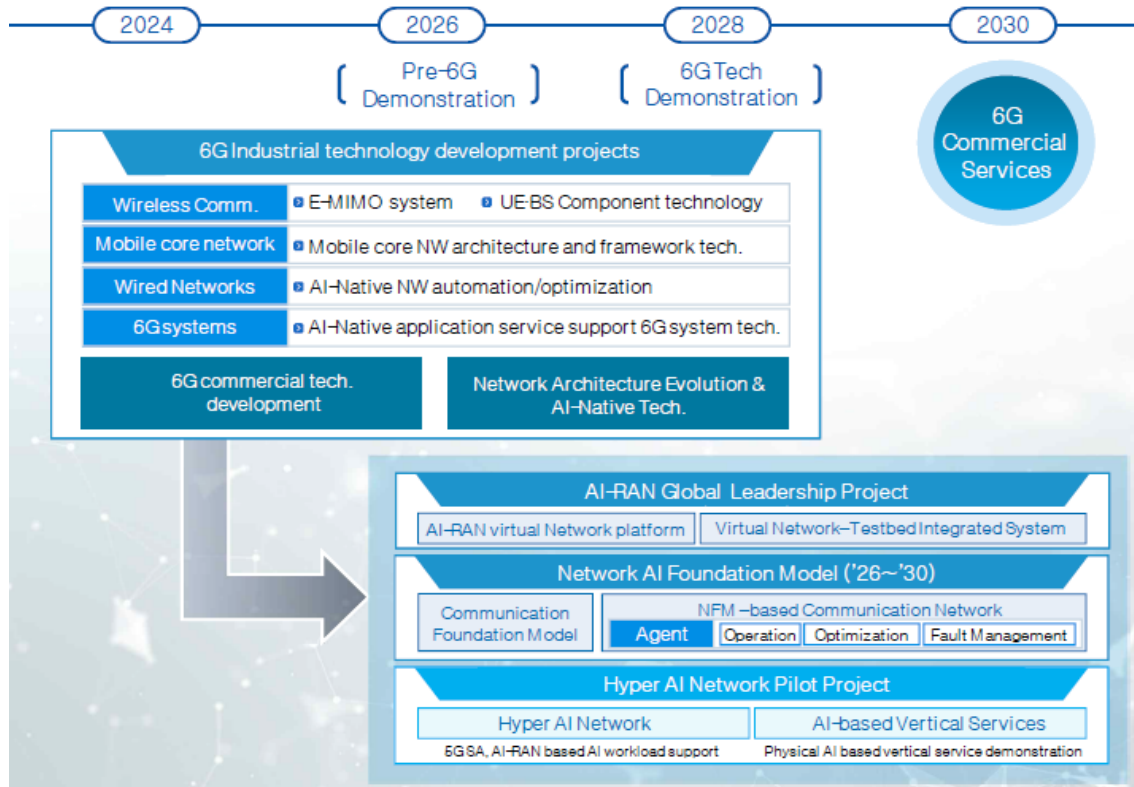 2024
2026
2028
2030
Pre-6G
Demonstration
6G Tech
Demonstration
6G
Commercial
Services
6G Industrial technology development projects
Wireless Comm.
E-MIMO system
UE-BS Component technology
Mobile core network
Mobile core NW architecture and framework tech.
Wired Networks
AI-Native NW automation/optimization
6G systems
AI-Native application service support 6G system tech.
6G commercial tech.
development
Network Architecture Evolution &
AI-Native Tech.
AI-RAN Global Leadership Project
AI-RAN virtual Network platform
Virtual Network-Testbed Integrated System
Network AI Foundation Model ('26~'30)
Communication
Foundation Model
NFM -based Communication Network
Agent
Operation
Optimization
Fault Management
Hyper AI Network Pilot Project
Hyper AI Network
AI-based Vertical Services
5G SA, AI-RAN based AI workload support
Physical AI based vertical service demonstration